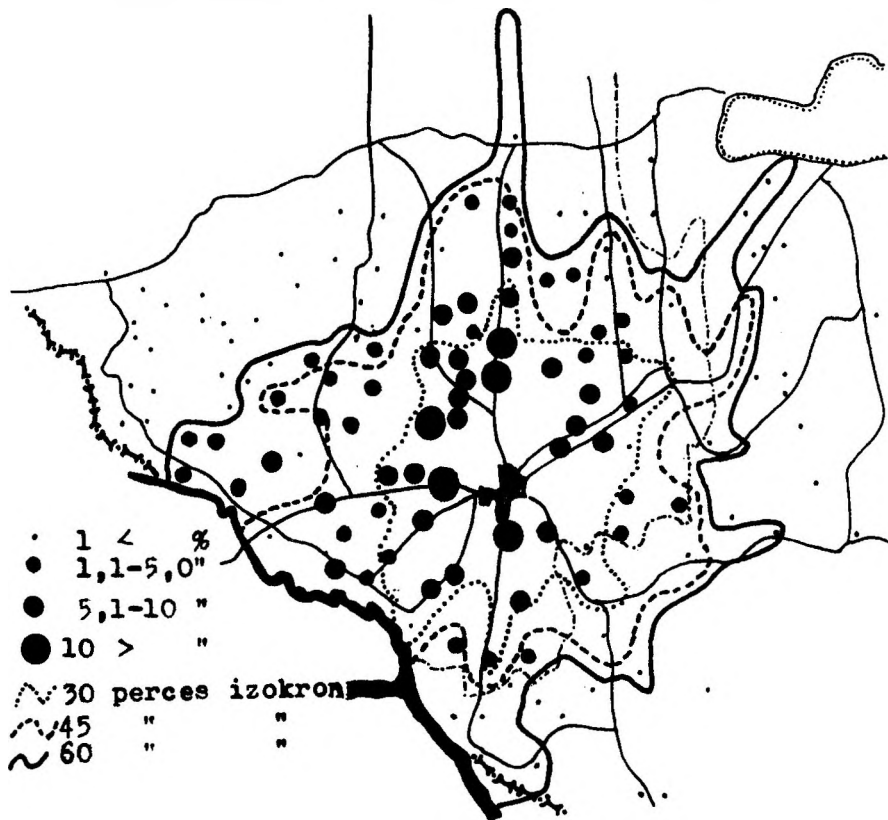 1 < %
1,1-5,0"
5,1-10 "
10 > "
30 perces izokron
45 " "
60 " "